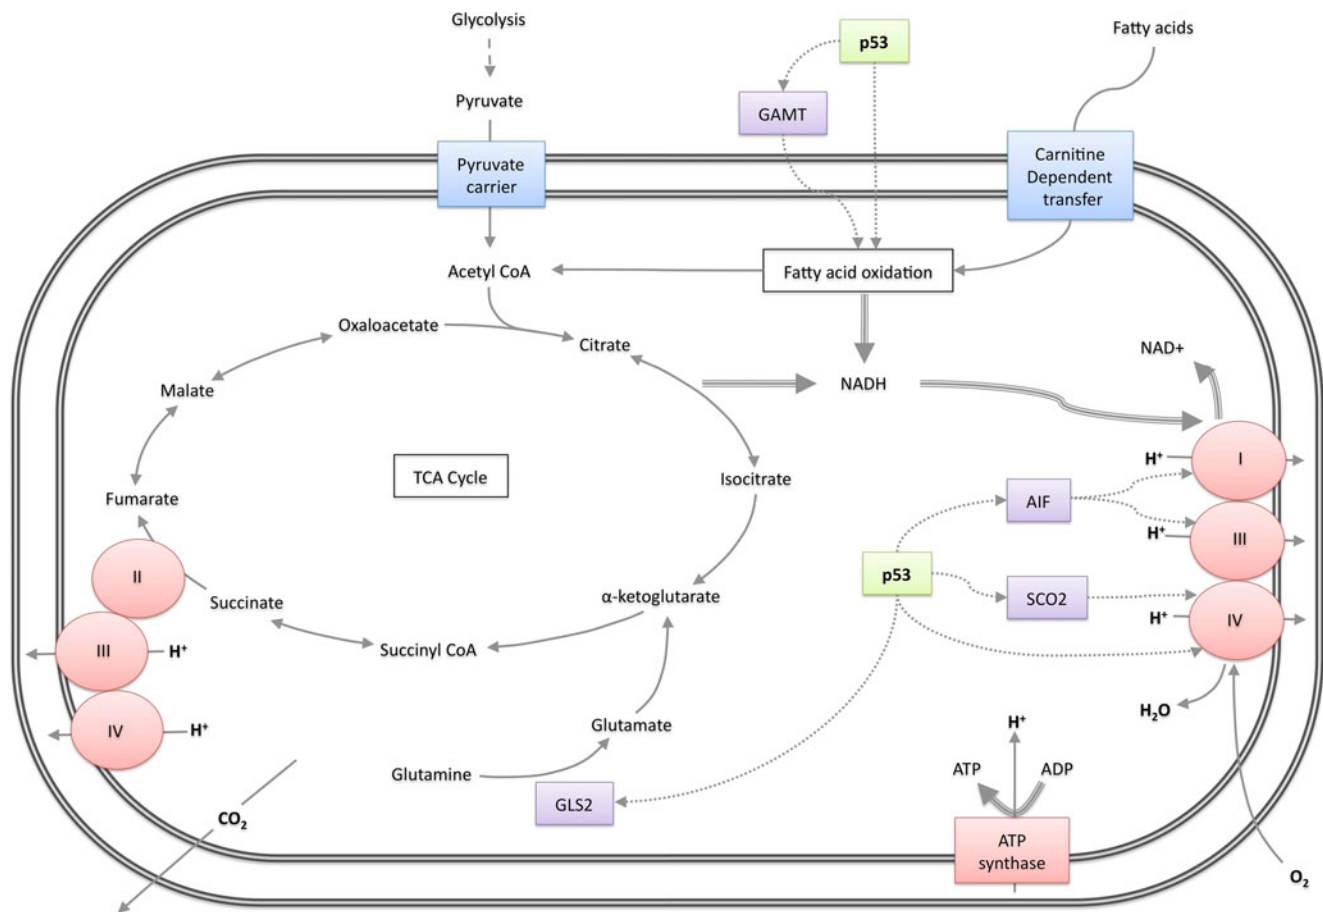 Glycolysis
p53
Fatty acids
Pyruvate
GAMT
Pyruvate
carrier
Carnitine
Dependent
transfer
Acetyl CoA
Fatty acid oxidation
Oxaloacetate
Citrate
NAD+
Malate
NADH
TCA Cycle
Isocitrate
H⁺
I
Fumarate
AIF
H⁺
III
II
p53
Succinate
α-ketoglutarate
SCO2
H⁺
IV
III
H⁺
Succinyl CoA
IV
H⁺
Glutamate
H⁺
H₂O
Glutamine
ATP
ADP
GLS2
CO₂
ATP
synthase
O₂